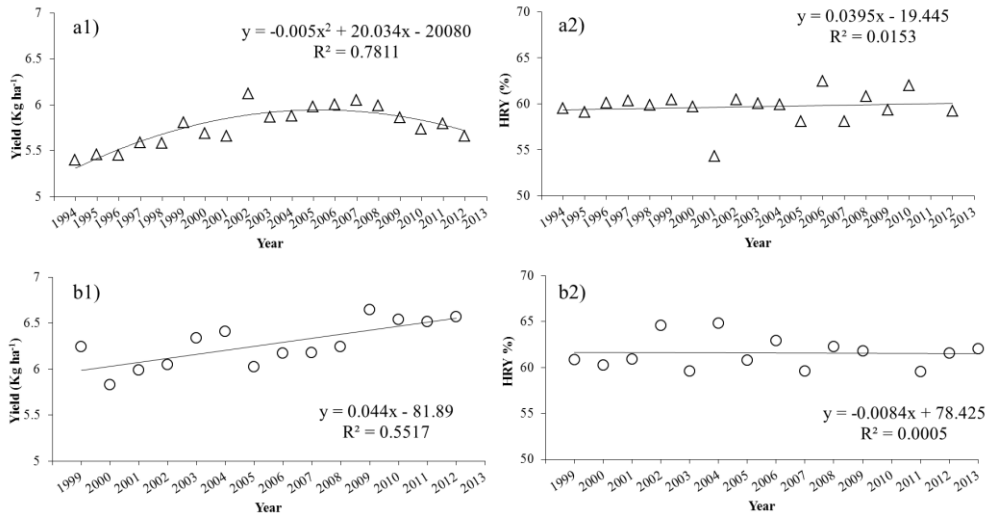 a1)
y = -0.005x² + 20.034x - 20080
R² = 0.7811
Yield (Kg ha⁻¹)
7
6.5
6
5.5
5
1994 1995 1996 1997 1998 1999 2000 2001 2002 2003 2004 2005 2006 2007 2008 2009 2010 2011 2012 2013
Year
a2)
y = 0.0395x - 19.445
R² = 0.0153
HRY (%)
70
65
60
55
50
1994 1995 1996 1997 1998 1999 2000 2001 2002 2003 2004 2005 2006 2007 2008 2009 2010 2011 2012 2013
Year
b1)
Yield (Kg ha⁻¹)
7
6.5
6
5.5
5
y = 0.044x - 81.89
R² = 0.5517
1999 2000 2001 2002 2003 2004 2005 2006 2007 2008 2009 2010 2011 2012 2013
Year
b2)
HRY %)
70
65
60
55
50
y = -0.0084x + 78.425
R² = 0.0005
1999 2000 2001 2002 2003 2004 2005 2006 2007 2008 2009 2010 2011 2012 2013
Year